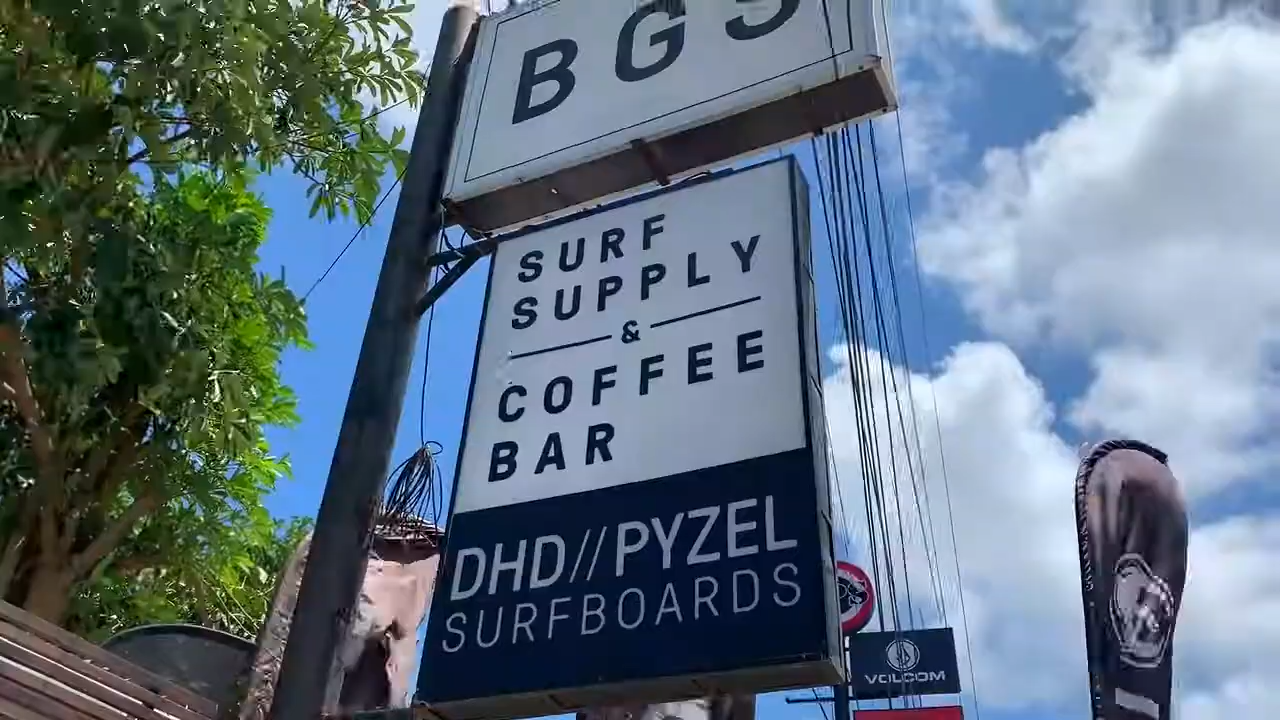 BGS
SURF
SUPPLY
&
COFFEE
BAR
DHD//PYZEL
SURFBOARDS
VOLCOM